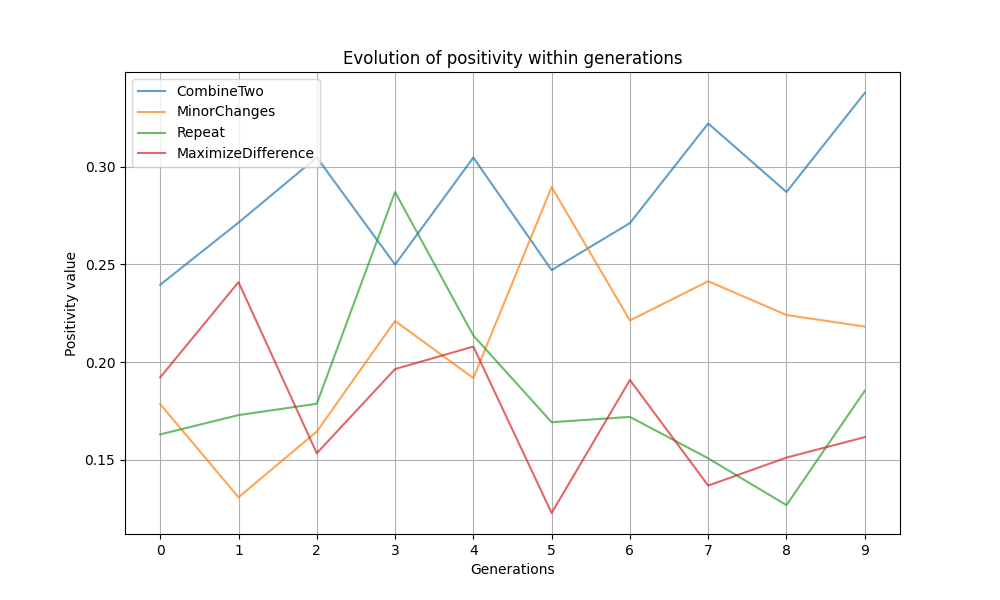 Evolution of positivity within generations
CombineTwo
MinorChanges
Repeat
MaximizeDifference
Positivity value
0.30
0.25
0.20
0.15
0 1 2 3 4 5 6 7 8 9
Generations